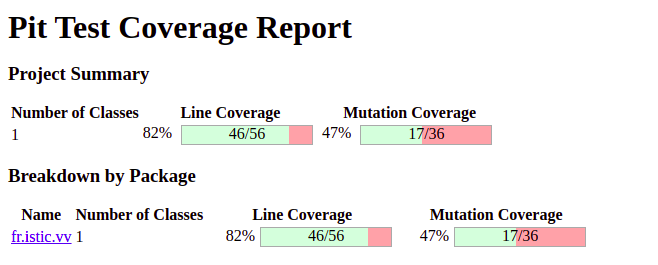 Pit Test Coverage Report
Project Summary
Number of Classes Line Coverage Mutation Coverage
1 82% 46/56 47% 17/36
Breakdown by Package
Name Number of Classes Line Coverage Mutation Coverage
fr.istic.vv 1 82% 46/56 47% 17/36